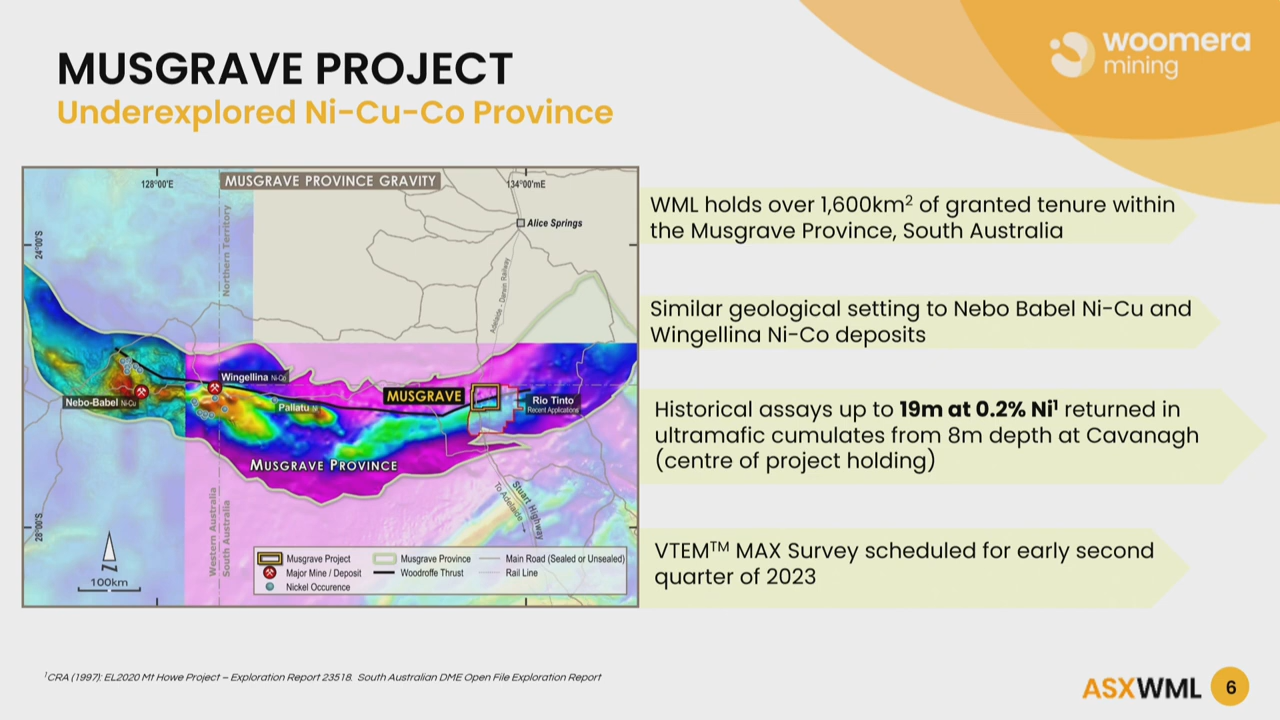 MUSGRAVE PROJECT
Underexplored Ni-Cu-Co Province
woomera
mining
128°00'E
MUSGRAVE PROVINCE GRAVITY
134°00'mE
24°00'S
Northern Territory
Alice Springs
Adelaide - Darwin Railway
Wingellina Ni-Co
Nebo-Babel Ni-Cu
Pallatu Ni
MUSGRAVE
Rio Tinto
Recent Applications
MUSGRAVE PROVINCE
28°00'S
Western Australia
South Australia
To Adelaide
Stuart Highway
100km
Musgrave Project
Musgrave Province
Main Road (Sealed or Unsealed)
Major Mine / Deposit
Woodroffe Thrust
Rail Line
Nickel Occurence
WML holds over 1,600km² of granted tenure within
the Musgrave Province, South Australia
Similar geological setting to Nebo Babel Ni-Cu and
Wingellina Ni-Co deposits
Historical assays up to 19m at 0.2% Ni¹ returned in
ultramafic cumulates from 8m depth at Cavanagh
(centre of project holding)
VTEM™ MAX Survey scheduled for early second
quarter of 2023
¹CRA (1997): EL2020 Mt Howe Project – Exploration Report 23518. South Australian DME Open File Exploration Report
ASXWML 6